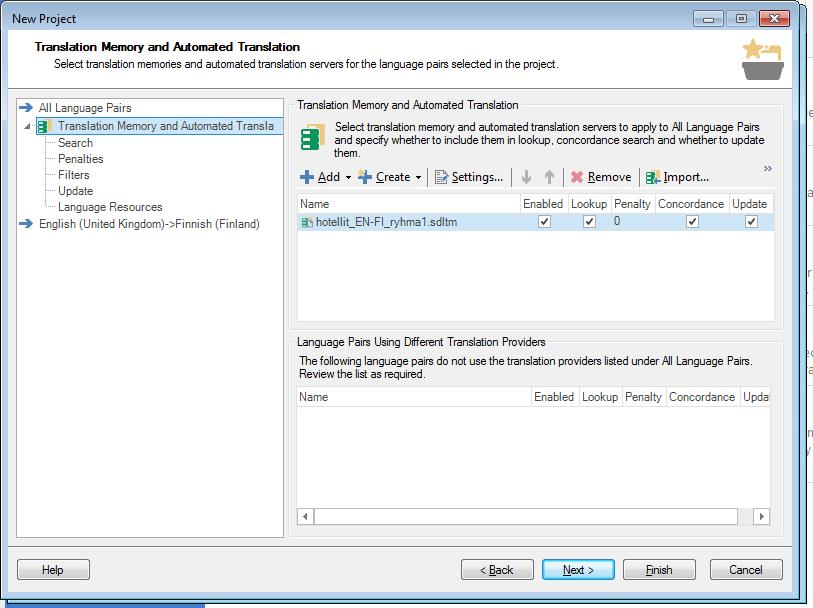 New Project
Translation Memory and Automated Translation
Select translation memories and automated translation servers for the language pairs selected in the project.
All Language Pairs
Translation Memory and Automated Transla
Search
Penalties
Filters
Update
Language Resources
English (United Kingdom)->Finnish (Finland)
Translation Memory and Automated Translation
Select translation memory and automated translation servers to apply to All Language Pairs
and specify whether to include them in lookup, concordance search and whether to update
them.
Add Create Settings... Remove Import... »
Name Enabled Lookup Penalty Concordance Update
hotellit_EN-FI_ryhma1.sdltm 0
Language Pairs Using Different Translation Providers
The following language pairs do not use the translation providers listed under All Language Pairs.
Review the list as required.
Name Enabled Lookup Penalty Concordance Updat
Help < Back Next > Finish Cancel